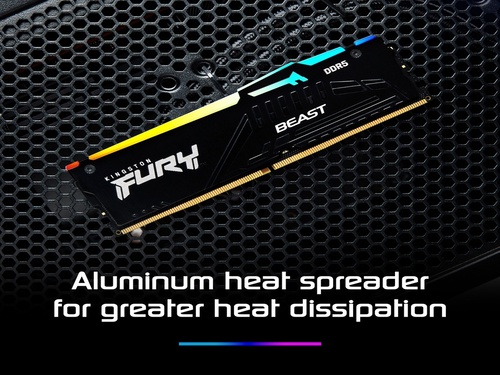 DDR5
BEAST
KINGSTON
FURY
Aluminum heat spreader
for greater heat dissipation